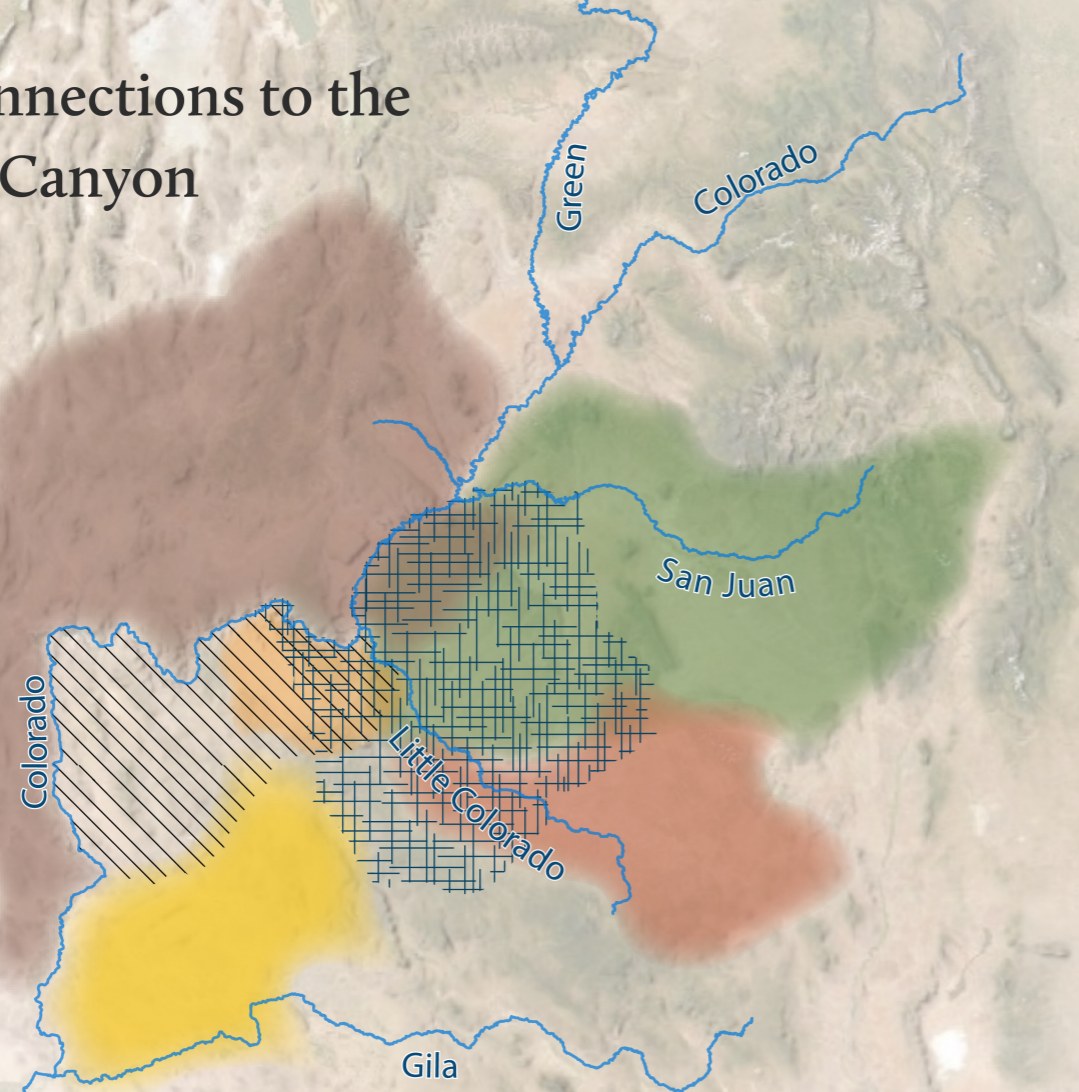 nnections to the
Canyon
Green
Colorado
San Juan
Colorado
Little Colorado
Gila